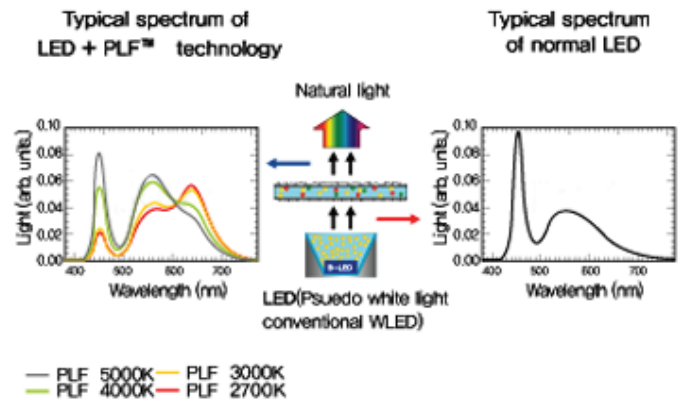 Typical spectrum of
LED + PLF™ technology
Typical spectrum
of normal LED
Natural light
Light (arb, units.)
0.10
0.08
0.06
0.04
0.02
0.00
400
500
600
700
Wavelength (nm)
B-LED
LED(Psuedo white light
conventional WLED)
Light (arb, units.)
0.10
0.08
0.06
0.04
0.02
0.00
400
500
600
700
Wavelength (nm)
PLF 5000K
PLF 3000K
PLF 4000K
PLF 2700K